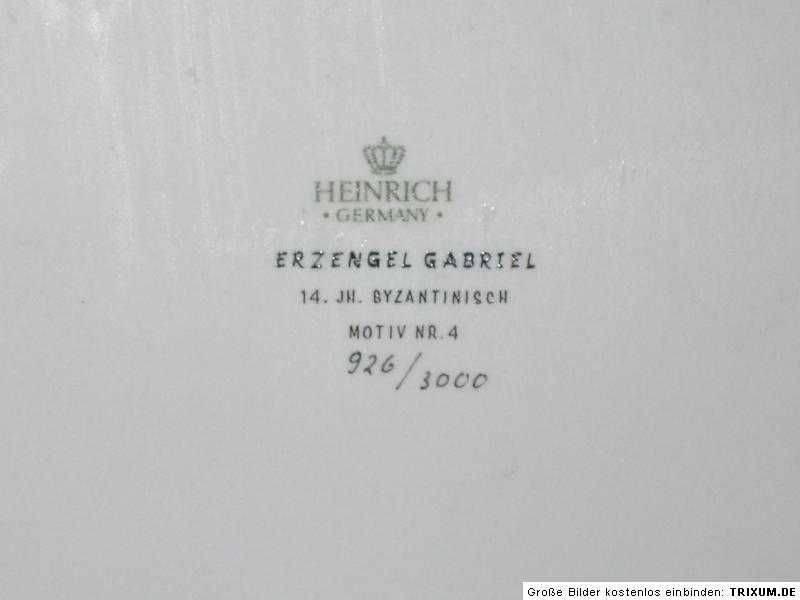 HEINRICH
• GERMANY •
ERZENGEL GABRIEL
14. JH. BYZANTINISCH
MOTIV NR. 4
926/3000
Große Bilder kostenlos einbinden: TRIXUM.DE